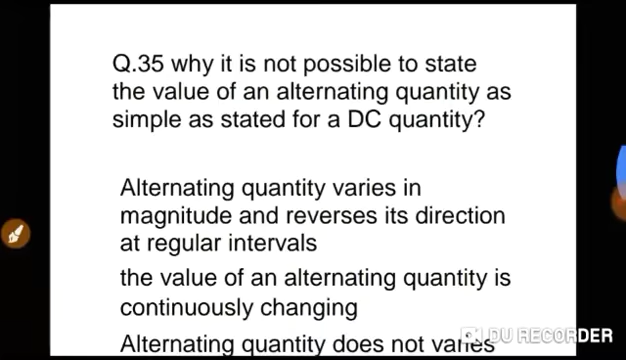 Q.35 why it is not possible to state
the value of an alternating quantity as
simple as stated for a DC quantity?
Alternating quantity varies in
magnitude and reverses its direction
at regular intervals
the value of an alternating quantity is
continuously changing
Alternating quantity does not varies
DU RECORDER